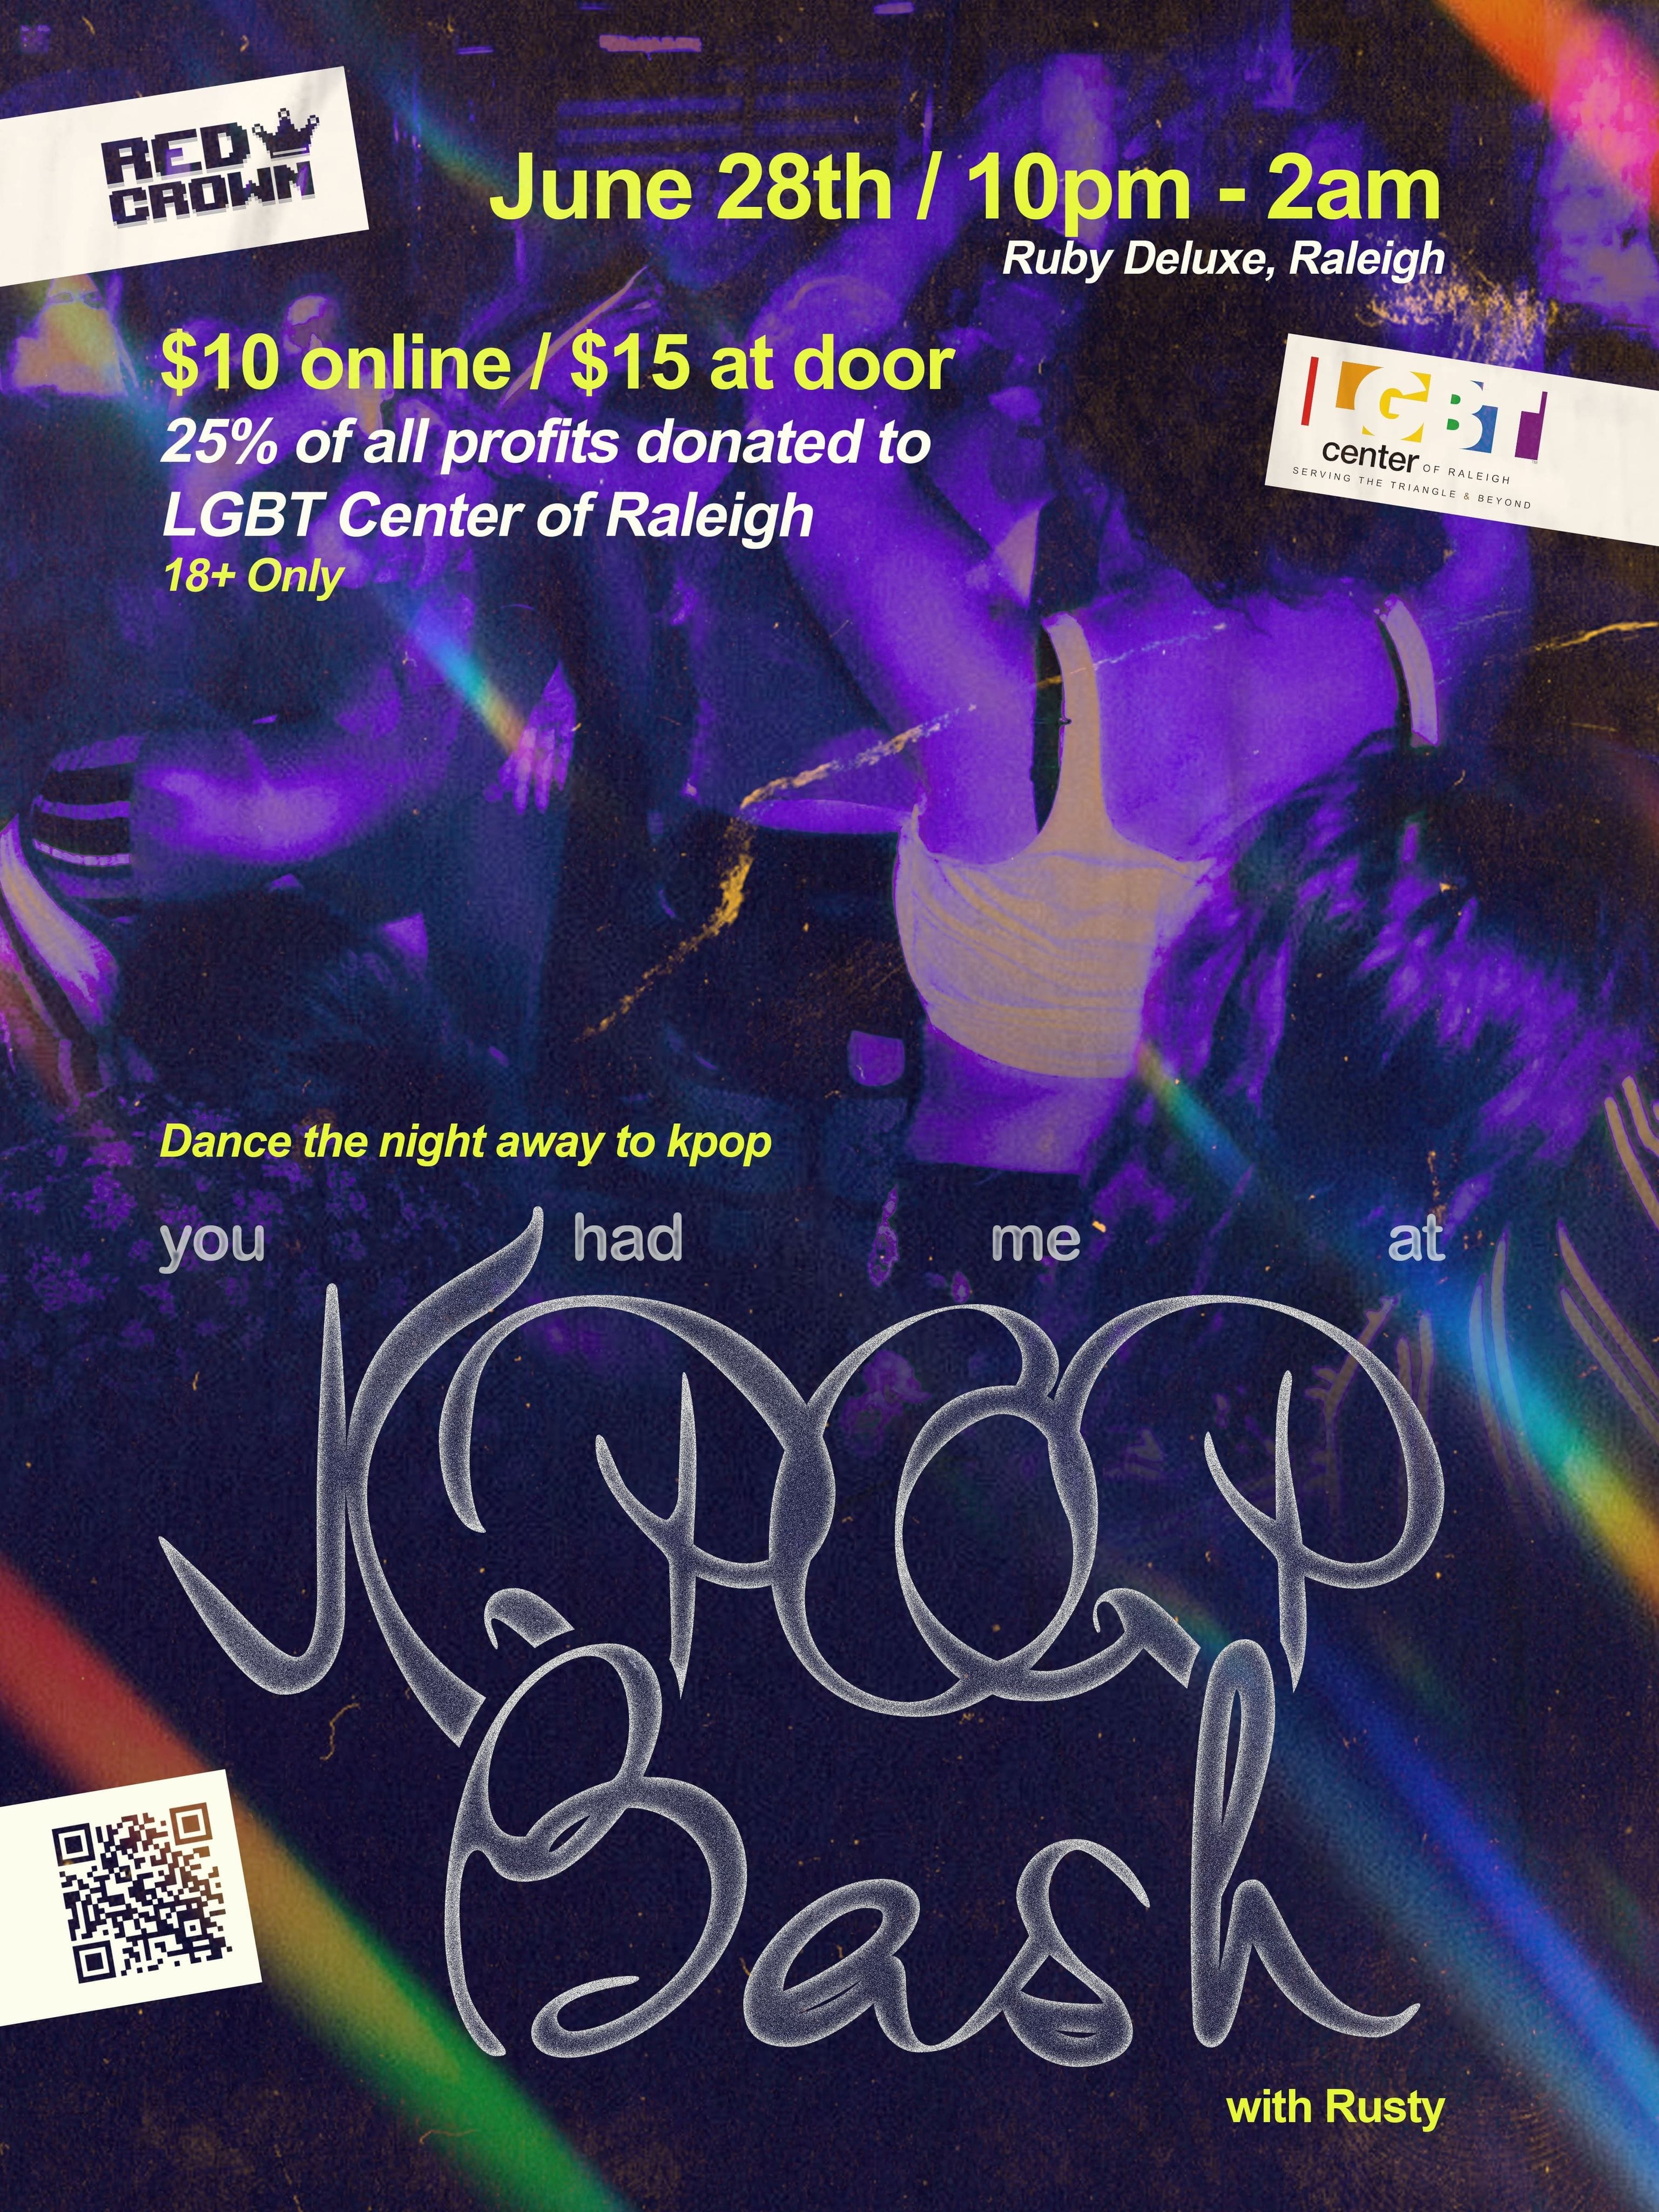 RED
CROWN
June 28th / 10pm - 2am
Ruby Deluxe, Raleigh
$10 online / $15 at door
25% of all profits donated to
LGBT Center of Raleigh
18+ Only
LGBT
center OF RALEIGH
SERVING THE TRIANGLE & BEYOND
Dance the night away to kpop
you had me at
KPOP
Bash
with Rusty